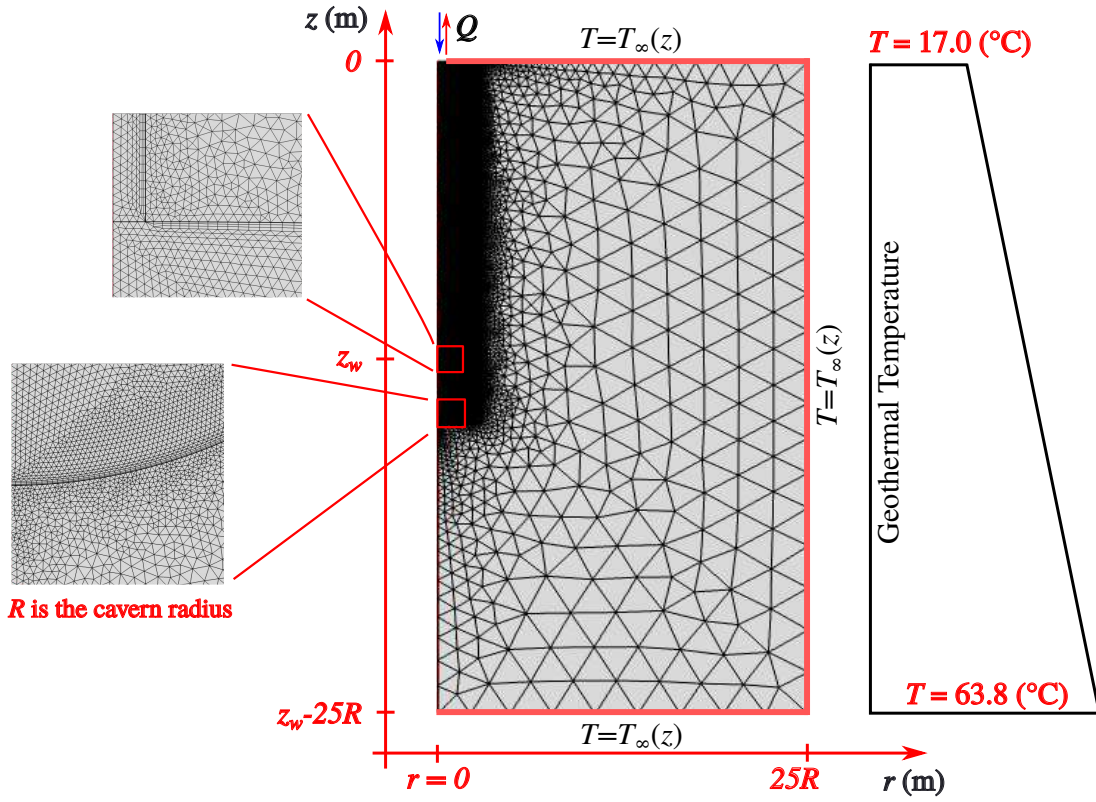 z (m)
Q
T=T∞(z)
T = 17.0 (°C)
0
z_w
T=T∞(z)
Geothermal Temperature
R is the cavern radius
T = 63.8 (°C)
z_w-25R
T=T∞(z)
r = 0
25R
r (m)